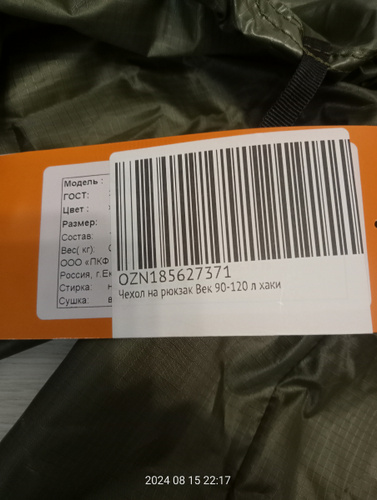 Модель :
ГОСТ:
Цвет :
Размер:
Состав:
Вес( кг):
ООО «ПКФ
Россия, г.Ек
Стирка:
Сушка:
OZN185627371
Чехол на рюкзак Век 90-120 л хаки
2024 08 15 22:17